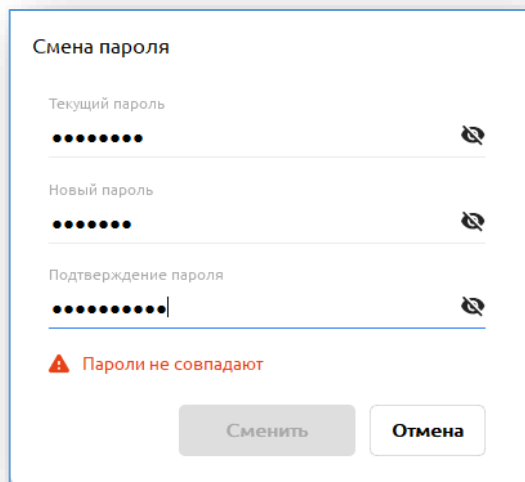 Смена пароля
Текущий пароль
••••••••
Новый пароль
•••••••
Подтверждение пароля
••••••••••
Пароли не совпадают
Сменить
Отмена